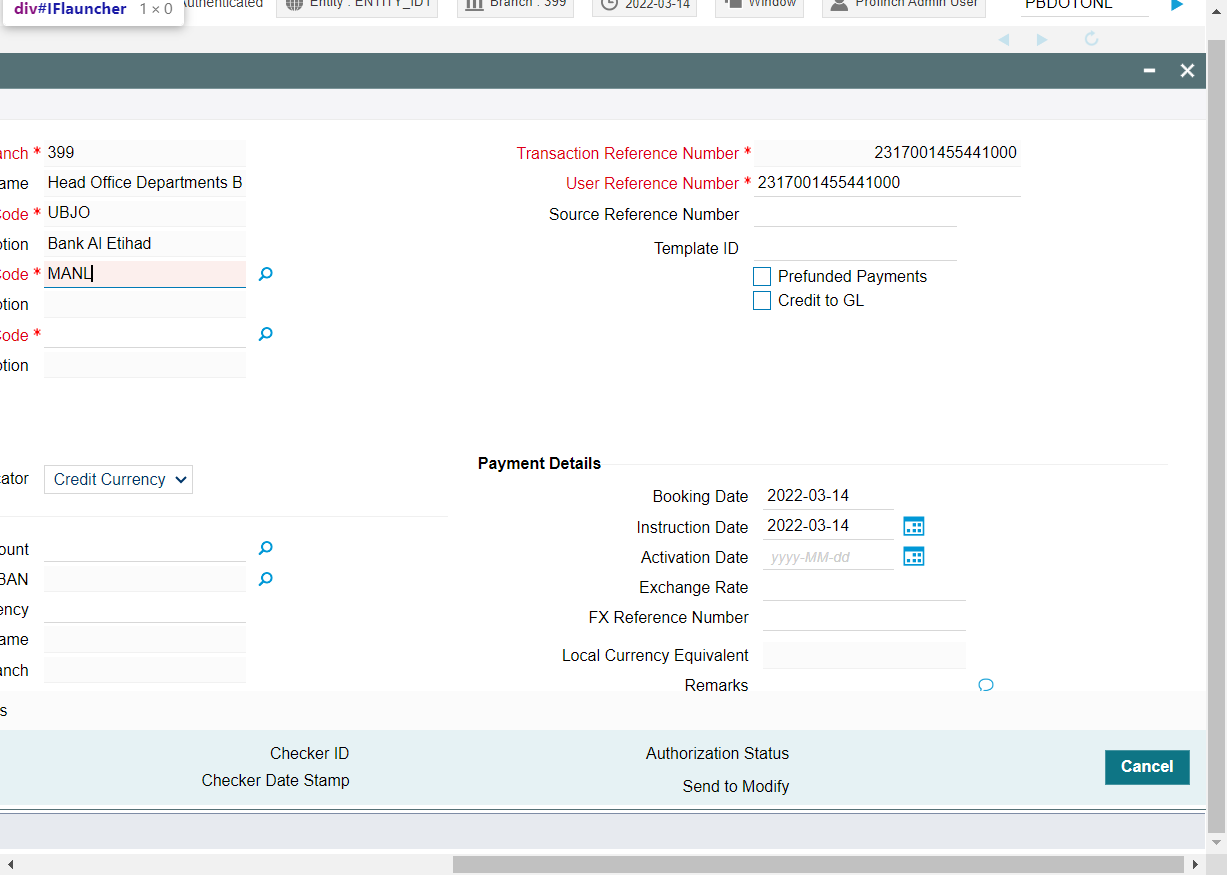 div#IFlauncher 1 × 0 Authenticated Entity : ENTITY_ID1 Branch : 399 2022-03-14 Window Profinch Admin User PBDOTONL
anch * 399 Transaction Reference Number * 2317001455441000
ame Head Office Departments B User Reference Number * 2317001455441000
Code * UBJO Source Reference Number
ption Bank Al Etihad Template ID
Code * MANL Prefunded Payments
ption Credit to GL
Code *
ption
Payment Details
cator Credit Currency Booking Date 2022-03-14
Instruction Date 2022-03-14
ount Activation Date yyyy-MM-dd
BAN Exchange Rate
ency FX Reference Number
ame Local Currency Equivalent
anch Remarks
s
Checker ID Authorization Status Cancel
Checker Date Stamp Send to Modify